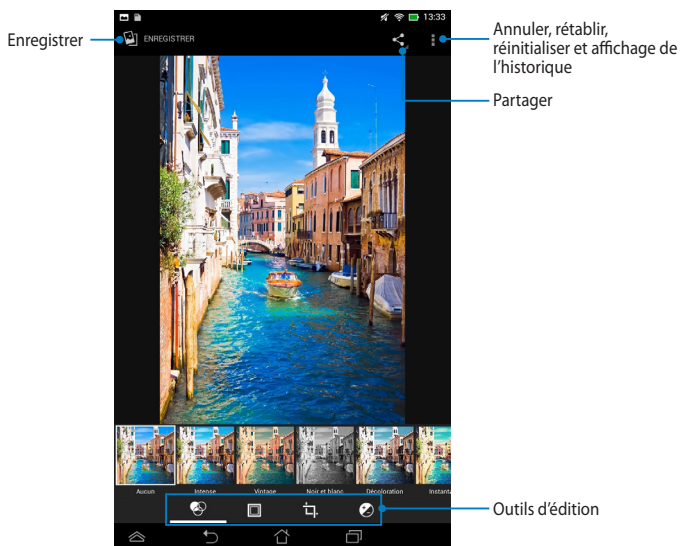 13:33
Enregistrer
ENREGISTRER
Annuler, rétablir,
réinitialiser et affichage de
l'historique
Partager
Aucun Intense Vintage Noir et blanc Décoloration Instanta
Outils d'édition